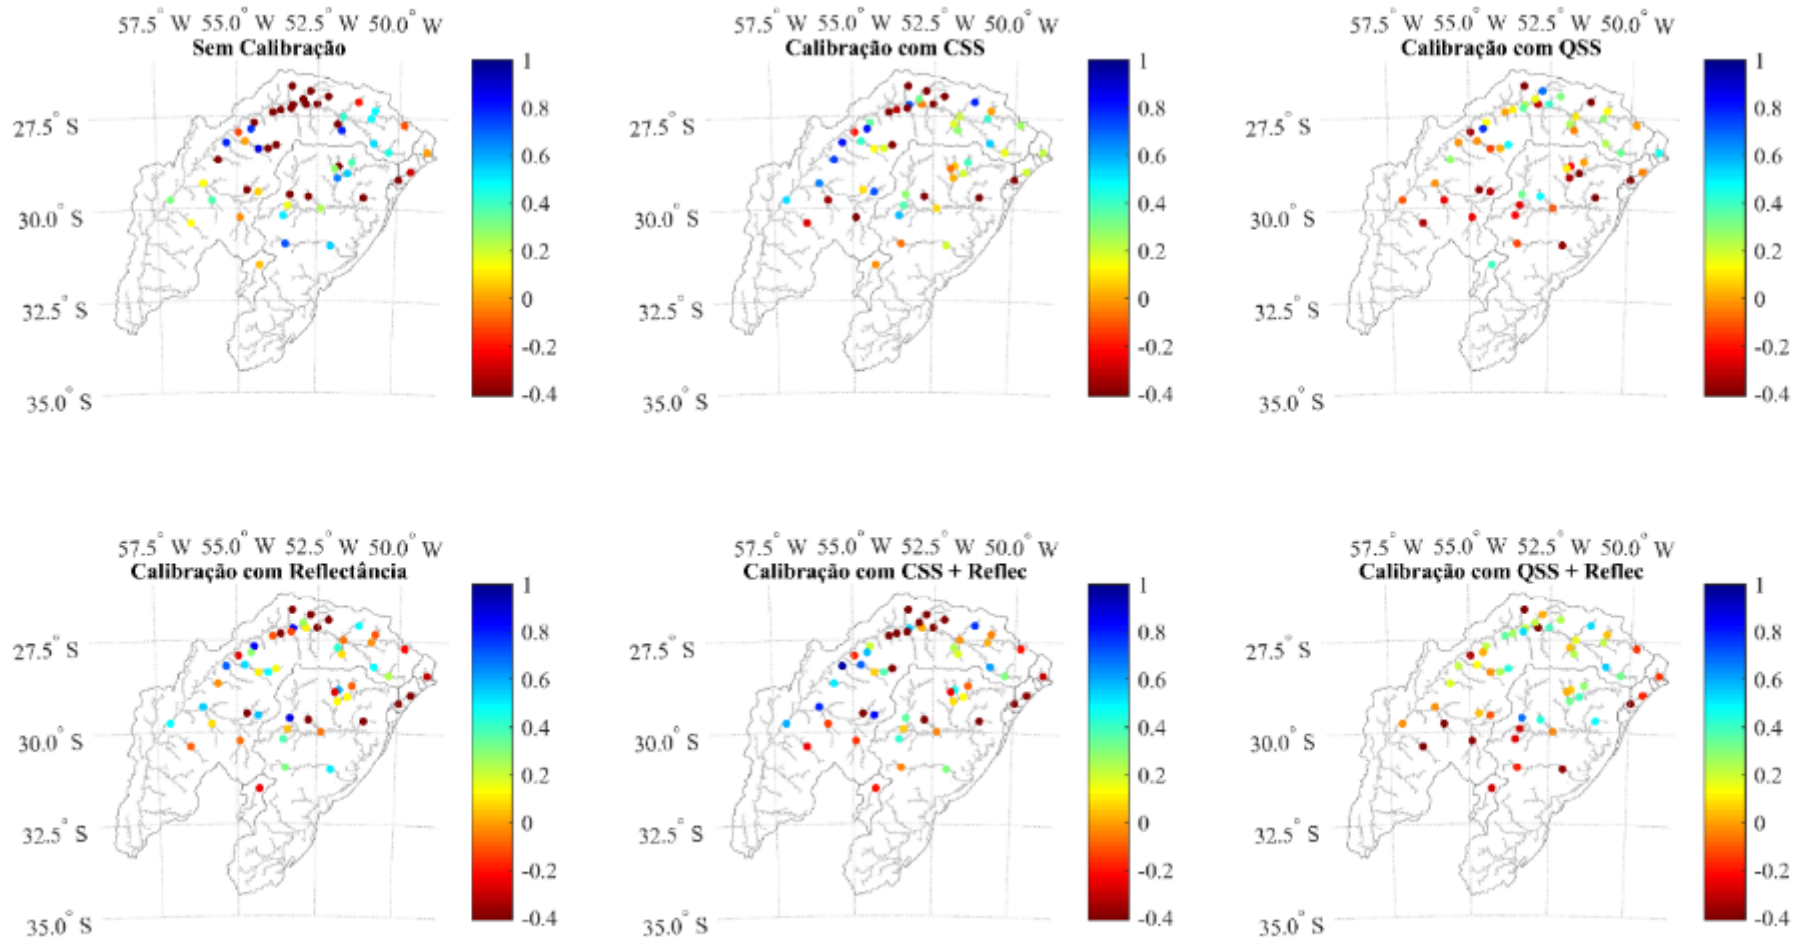 57.5° W 55.0° W 52.5° W 50.0° W
Sem Calibração
27.5° S
30.0° S
32.5° S
35.0° S
1
0.8
0.6
0.4
0.2
0
-0.2
-0.4
57.5° W 55.0° W 52.5° W 50.0° W
Calibração com CSS
27.5° S
30.0° S
32.5° S
35.0° S
1
0.8
0.6
0.4
0.2
0
-0.2
-0.4
57.5° W 55.0° W 52.5° W 50.0° W
Calibração com QSS
27.5° S
30.0° S
32.5° S
35.0° S
1
0.8
0.6
0.4
0.2
0
-0.2
-0.4
57.5° W 55.0° W 52.5° W 50.0° W
Calibração com Reflectância
27.5° S
30.0° S
32.5° S
35.0° S
1
0.8
0.6
0.4
0.2
0
-0.2
-0.4
57.5° W 55.0° W 52.5° W 50.0° W
Calibração com CSS + Reflec
27.5° S
30.0° S
32.5° S
35.0° S
1
0.8
0.6
0.4
0.2
0
-0.2
-0.4
57.5° W 55.0° W 52.5° W 50.0° W
Calibração com QSS + Reflec
27.5° S
30.0° S
32.5° S
35.0° S
1
0.8
0.6
0.4
0.2
0
-0.2
-0.4